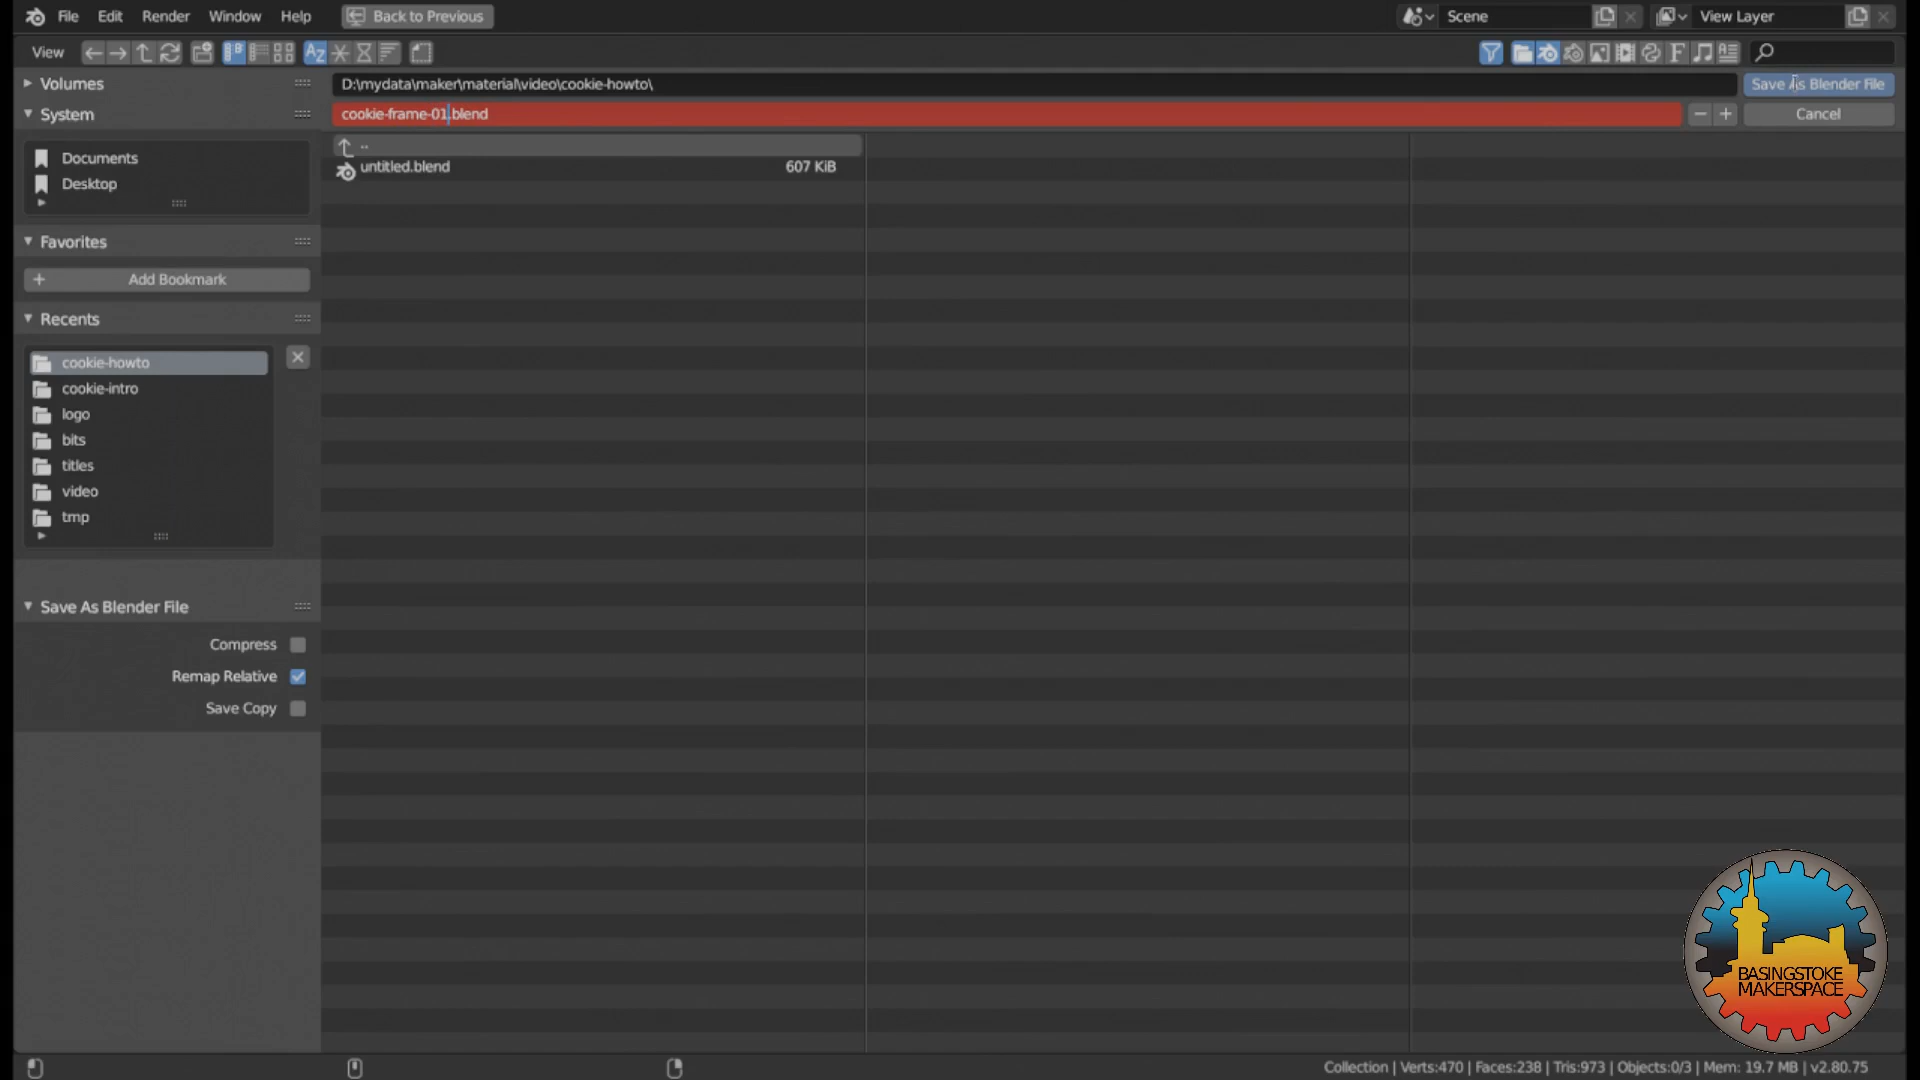 File Edit Render Window Help Back to Previous Scene View Layer
View
Volumes D:\mydata\maker\material\video\cookie-howto\ Save As Blender File
System cookie-frame-01.blend Cancel
..
Documents untitled.blend 607 KiB
Desktop
Favorites
Add Bookmark
Recents
cookie-howto
cookie-intro
logo
bits
titles
video
tmp
Save As Blender File
Compress
Remap Relative
Save Copy
BASINGSTOKE
MAKERSPACE
Collection | Verts:470 | Faces:238 | Tris:973 | Objects:0/3 | Mem: 19.7 MB | v2.80.75